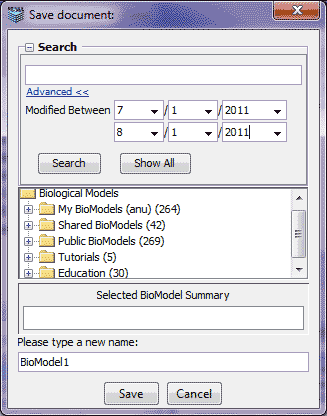 Save document:
Search
Advanced <<
Modified Between 7 / 1 / 2011
8 / 1 / 2011
Search Show All
Biological Models
My BioModels (anu) (264)
Shared BioModels (42)
Public BioModels (269)
Tutorials (5)
Education (30)
Selected BioModel Summary
Please type a new name:
BioModel1
Save Cancel